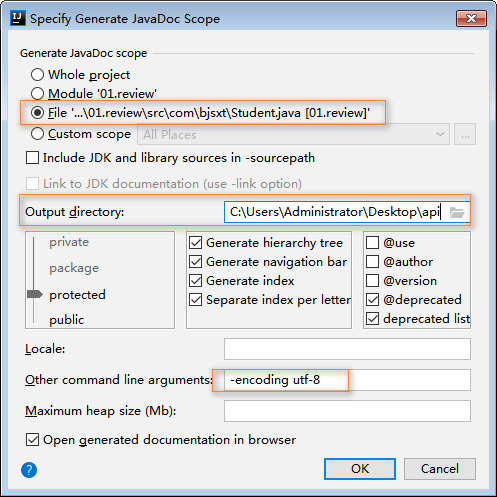 Specify Generate JavaDoc Scope
Generate JavaDoc scope
Whole project
Module '01.review'
File '...\01.review\src\com\bjsxt\Student.java [01.review]'
Custom scope All Places ...
Include JDK and library sources in -sourcepath
Link to JDK documentation (use -link option)
Output directory: C:\Users\Administrator\Desktop\api
private
package
protected
public
Generate hierarchy tree
Generate navigation bar
Generate index
Separate index per letter
@use
@author
@version
@deprecated
deprecated list
Locale:
Other command line arguments: -encoding utf-8
Maximum heap size (Mb):
Open generated documentation in browser
? OK Cancel